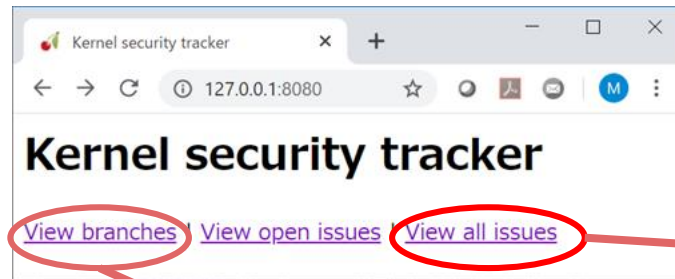 Kernel security tracker
127.0.0.1:8080
M
Kernel security tracker
View branches | View open issues | View all issues